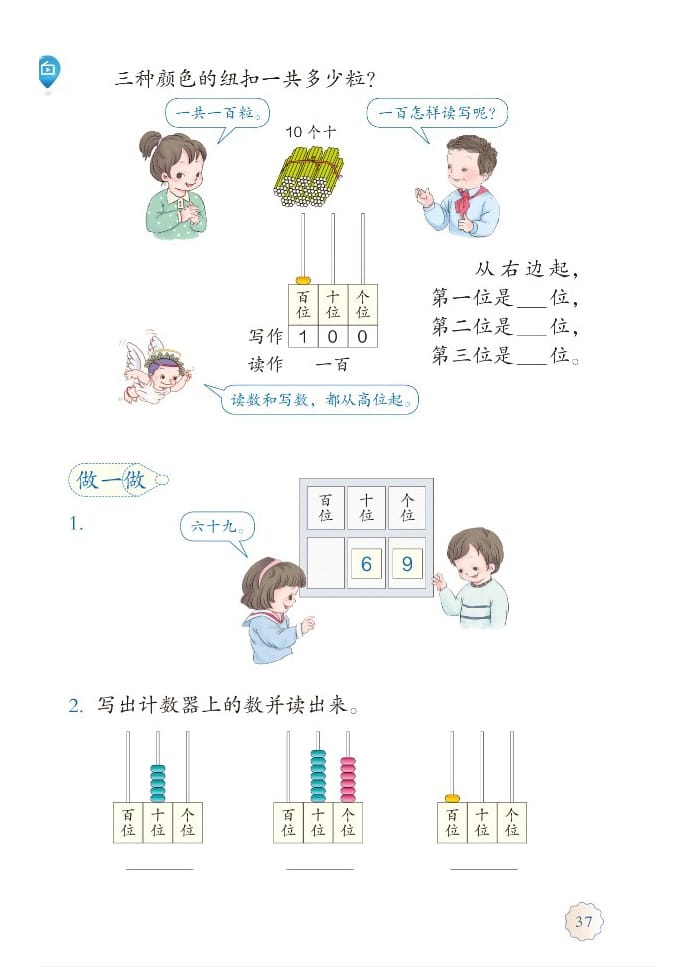 三种颜色的纽扣一共多少粒?
一共一百粒。
10个十
一百怎样读写呢?
百位 十位 个位
写作 1 0 0
读作 一百
从右边起,
第一位是___位,
第二位是___位,
第三位是___位。
读数和写数,都从高位起。
做一做
1.
六十九。
百位 十位 个位
6 9
2. 写出计数器上的数并读出来。
百位 十位 个位
百位 十位 个位
百位 十位 个位
37